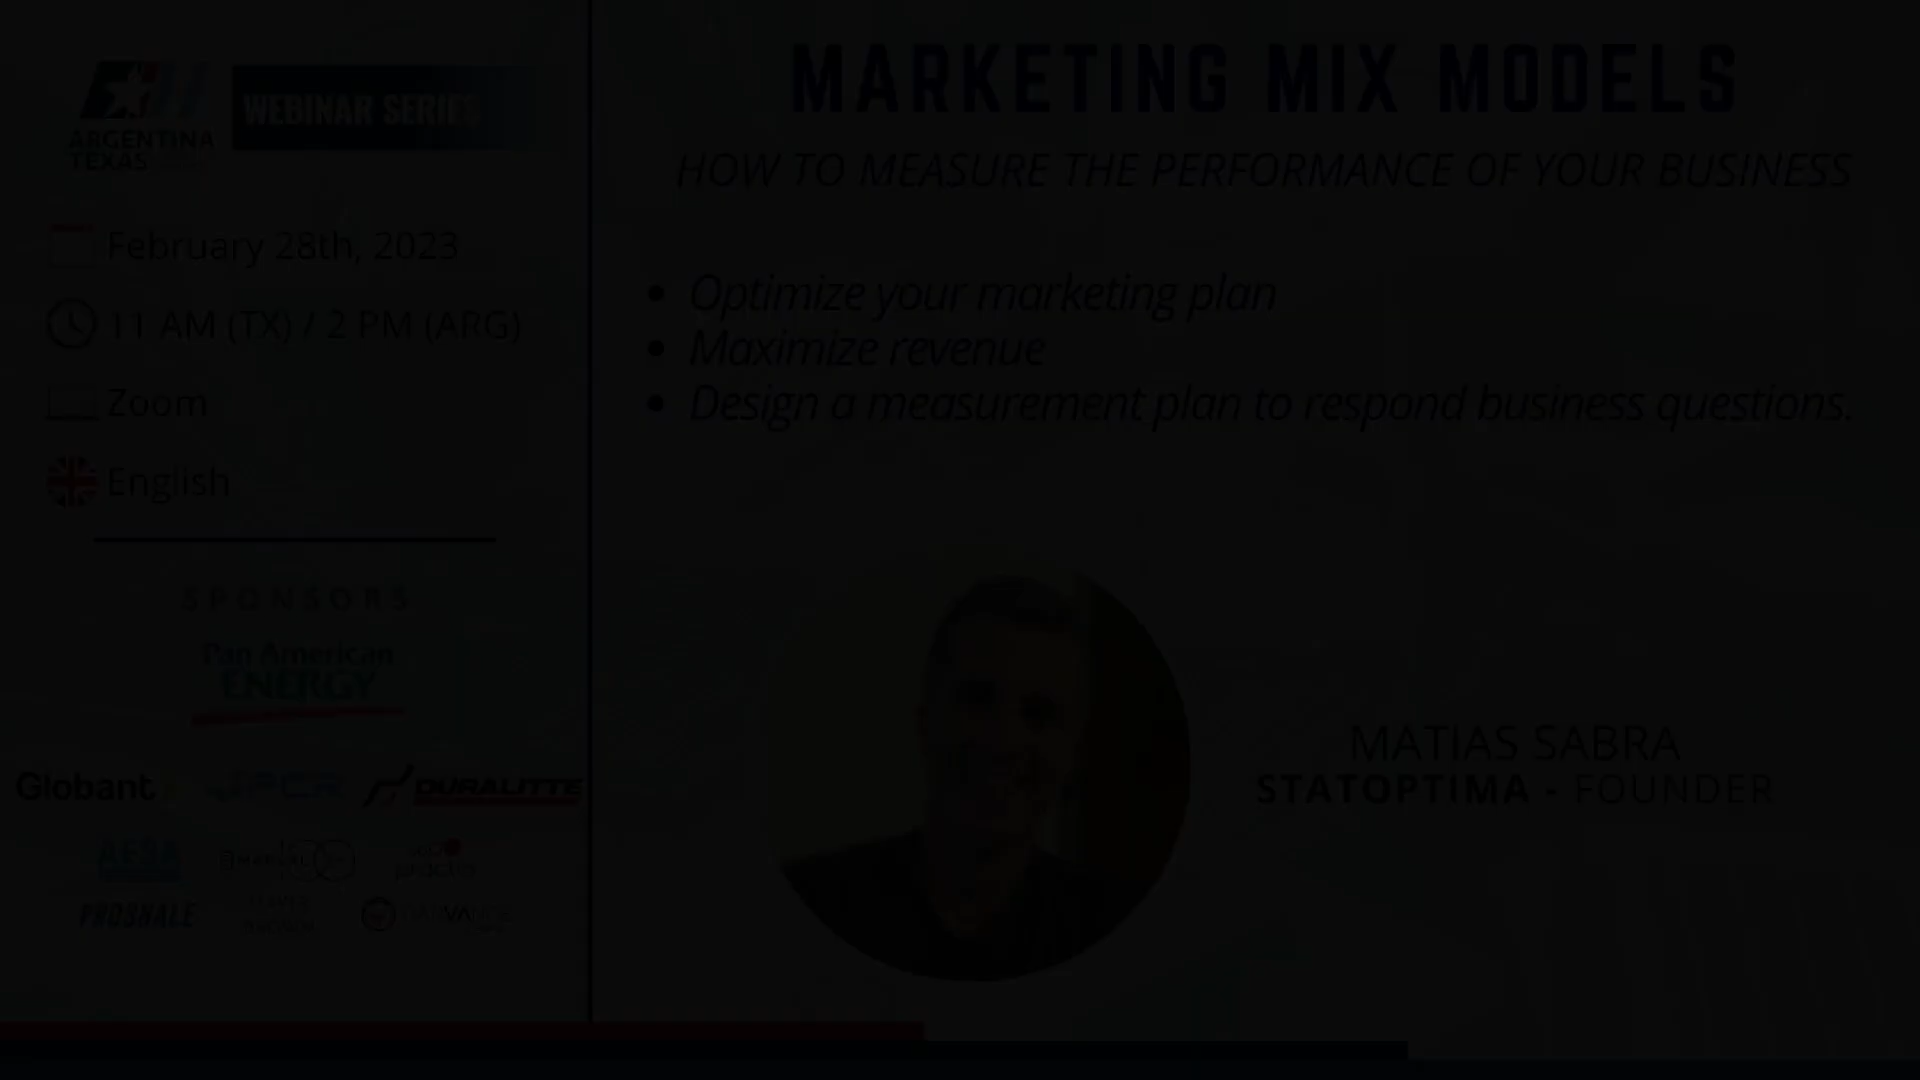 ARGENTINA
TEXAS
WEBINAR SERIES
February 28th, 2023
11 AM (TX) / 2 PM (ARG)
Zoom
English
SPONSORS
Pan American
ENERGY
Globant
DURALITTE
AESA
PROSKALE
MARKETING MIX MODELS
HOW TO MEASURE THE PERFORMANCE OF YOUR BUSINESS
• Optimize your marketing plan
• Maximize revenue
• Design a measurement plan to respond business questions.
MATIAS SABRA
STATOPTIMA - FOUNDER